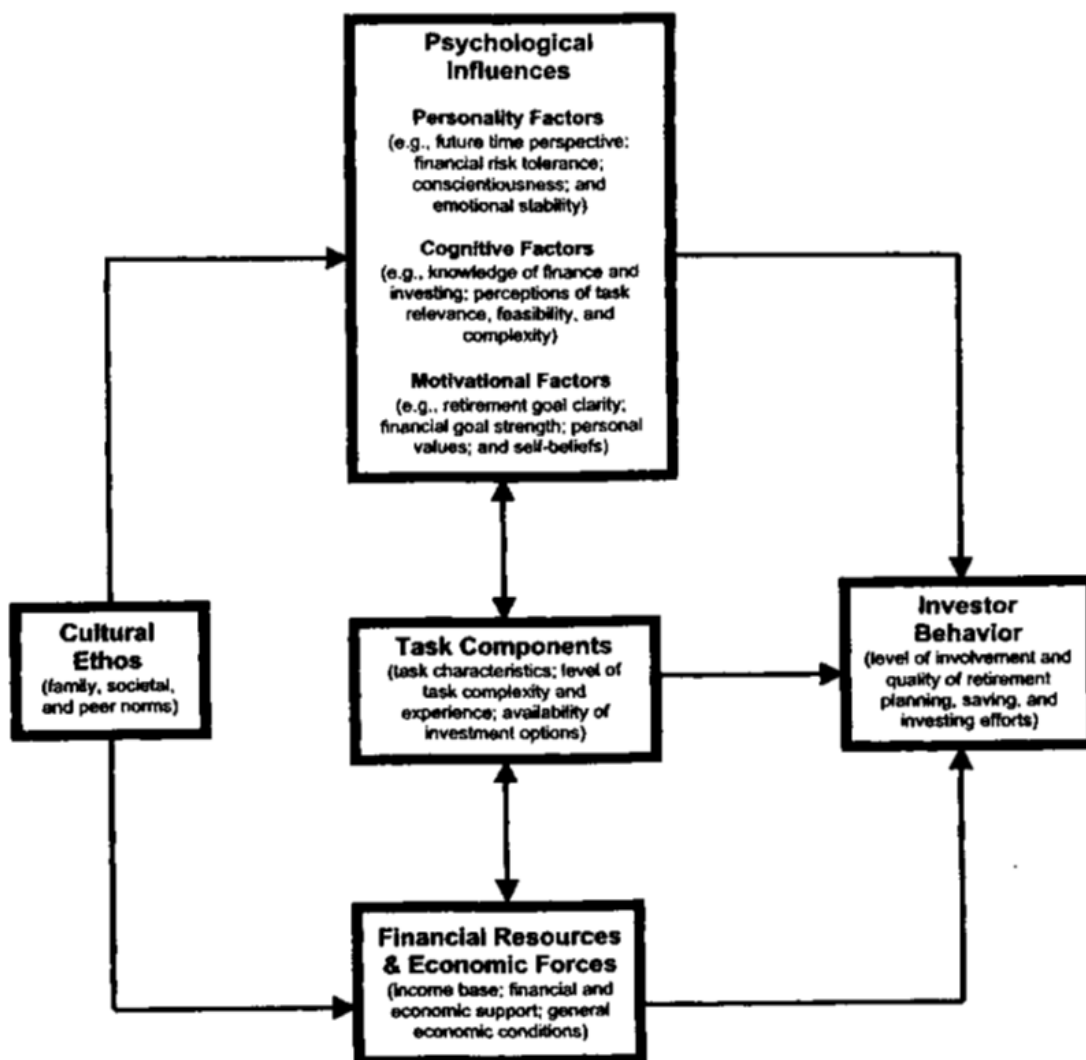 Psychological
Influences
Personality Factors
(e.g., future time perspective;
financial risk tolerance;
conscientiousness; and
emotional stability)
Cognitive Factors
(e.g., knowledge of finance and
investing; perceptions of task
relevance, feasibility, and
complexity)
Motivational Factors
(e.g., retirement goal clarity;
financial goal strength; personal
values; and self-beliefs)
Cultural
Ethos
(family, societal,
and peer norms)
Task Components
(task characteristics; level of
task complexity and
experience; availability of
investment options)
Investor
Behavior
(level of involvement and
quality of retirement
planning, saving, and
investing efforts)
Financial Resources
& Economic Forces
(income base; financial and
economic support; general
economic conditions)